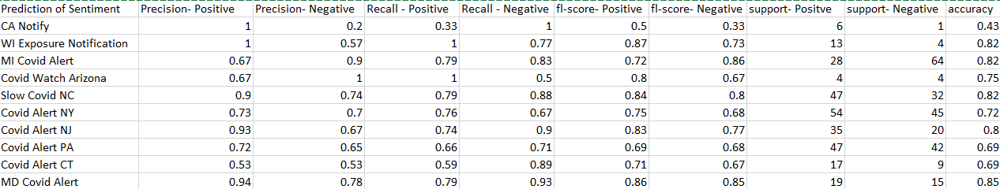 Prediction of Sentiment Precision- Positive Precision- Negative Recall - Positive Recall - Negative fl-score- Positive fl-score- Negative support- Positve support- Negative accuracy
CA Notify 1 0.2 0.33 1 0.5 0.33 6 1 0.43
WI Exposure Notification 1 0.57 1 0.77 0.87 0.73 13 4 0.82
MI Covid Alert 0.67 0.9 0.79 0.83 0.72 0.86 28 64 0.82
Covid Watch Arizona 0.67 1 1 0.5 0.8 0.67 4 4 0.75
Slow Covid NC 0.9 0.74 0.79 0.88 0.84 0.8 47 32 0.82
Covid Alert NY 0.73 0.7 0.76 0.67 0.75 0.68 54 45 0.72
Covid Alert NJ 0.93 0.67 0.74 0.9 0.83 0.77 35 20 0.8
Covid Alert PA 0.72 0.65 0.66 0.71 0.69 0.68 47 42 0.69
Covid Alert CT 0.53 0.53 0.59 0.89 0.71 0.67 17 9 0.69
MD Covid Alert 0.94 0.78 0.79 0.93 0.86 0.85 19 15 0.85